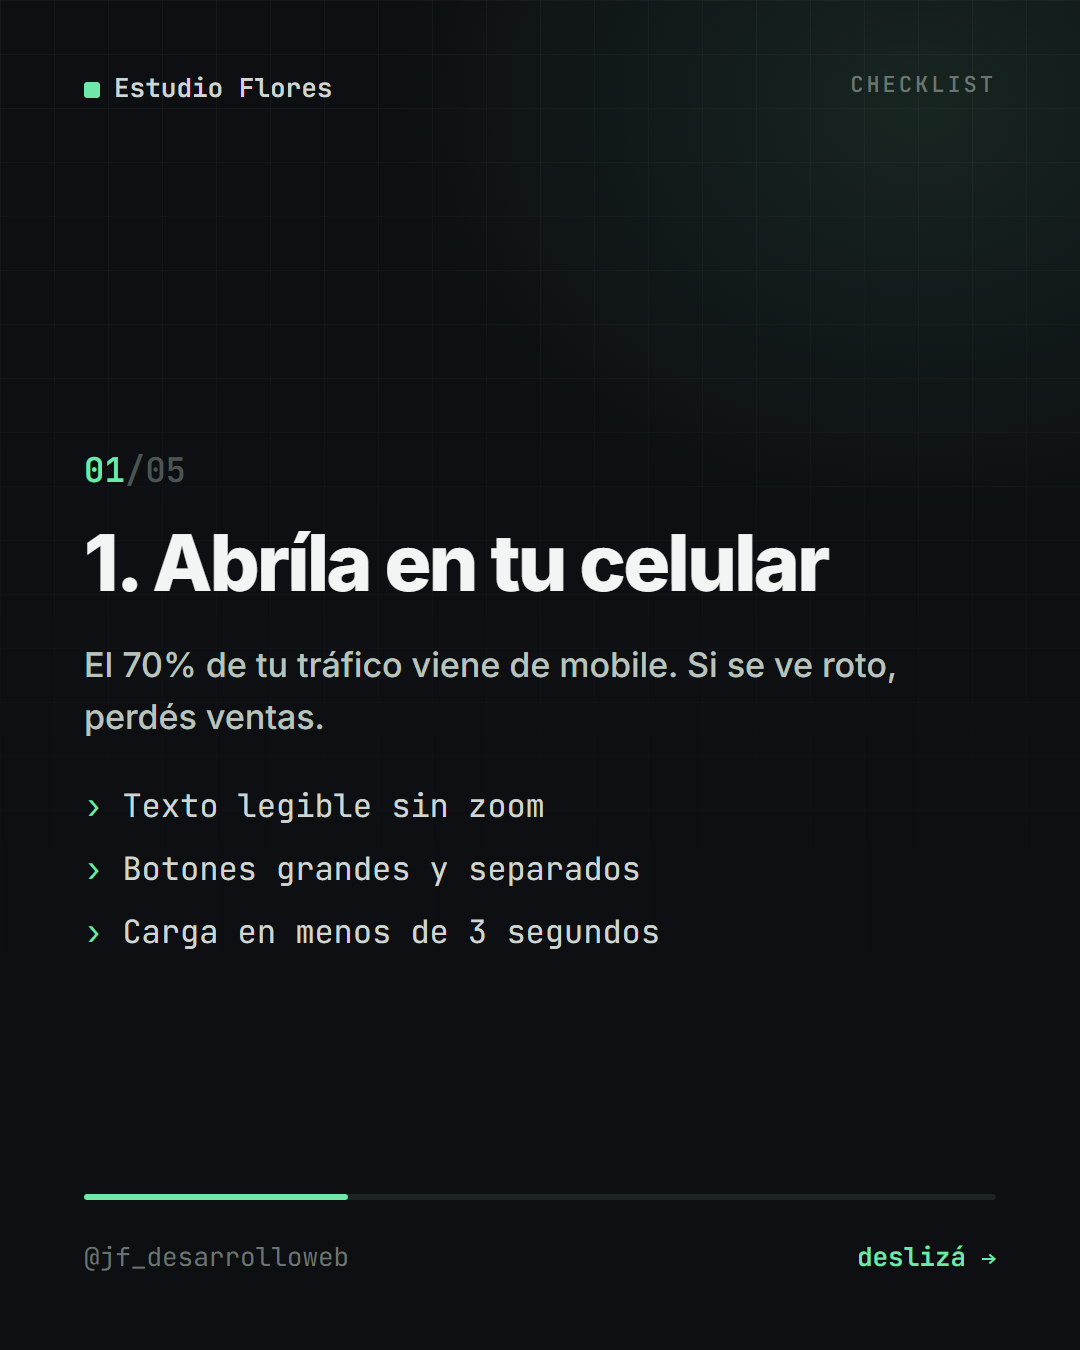 Estudio Flores
CHECKLIST
01/05
1. Abríla en tu celular
El 70% de tu tráfico viene de mobile. Si se ve roto,
perdés ventas.
› Texto legible sin zoom
› Botones grandes y separados
› Carga en menos de 3 segundos
@jf_desarrolloweb
deslizá →